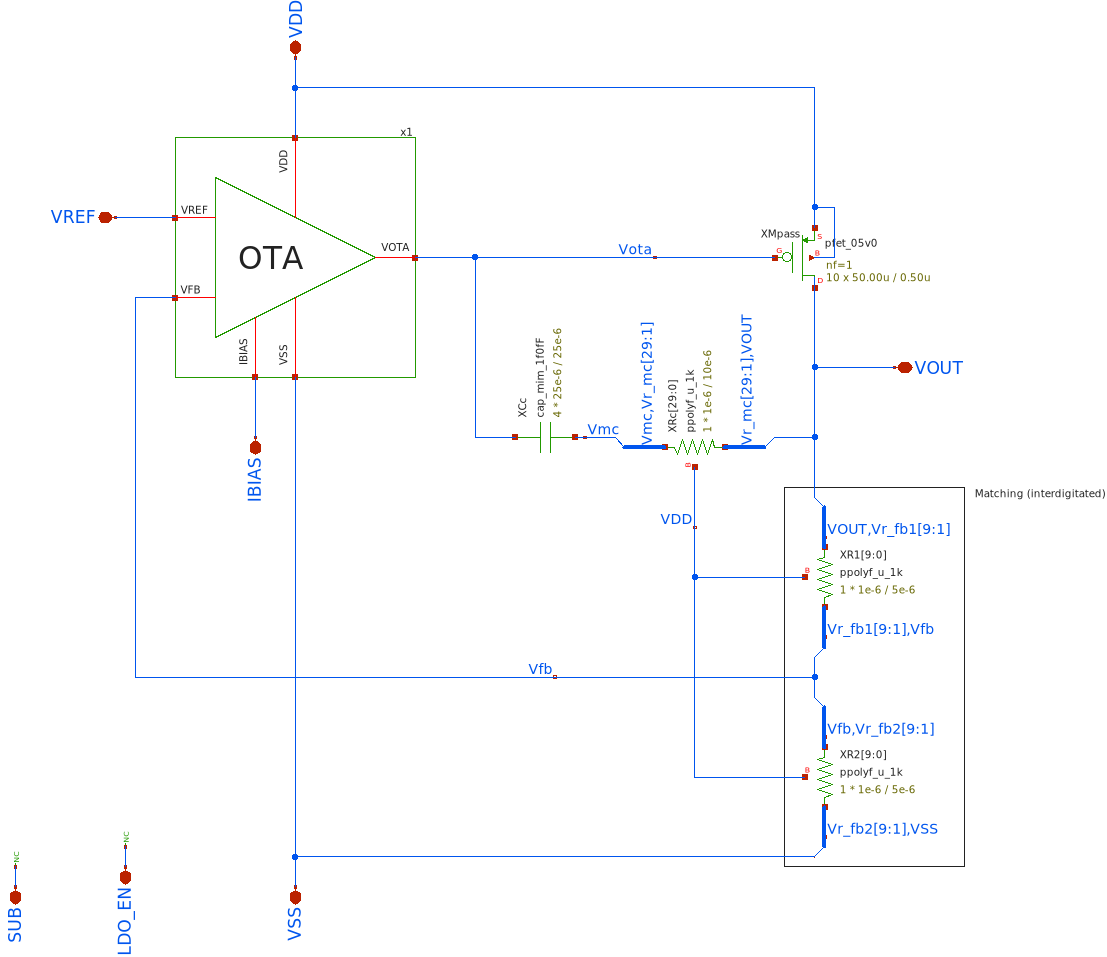 VDD
x1
VDD
VREF
VREF
OTA
VOTA
VFB
IBIAS
VSS
IBIAS
Vota
XMpass
G
S
B
D
pfet_05v0
nf=1
10 x 50.00u / 0.50u
VOUT
XCc
cap_mim_1f0fF
4 * 25e-6 / 25e-6
Vmc
Vmc,Vr_mc[29:1]
XRc[29:0]
ppolyf_u_1k
1 * 1e-6 / 10e-6
Vr_mc[29:1],VOUT
B
VDD
Matching (interdigitated)
VOUT,Vr_fb1[9:1]
XR1[9:0]
B
ppolyf_u_1k
1 * 1e-6 / 5e-6
Vr_fb1[9:1],Vfb
Vfb
Vfb,Vr_fb2[9:1]
XR2[9:0]
B
ppolyf_u_1k
1 * 1e-6 / 5e-6
Vr_fb2[9:1],VSS
NC
SUB
NC
LDO_EN
VSS